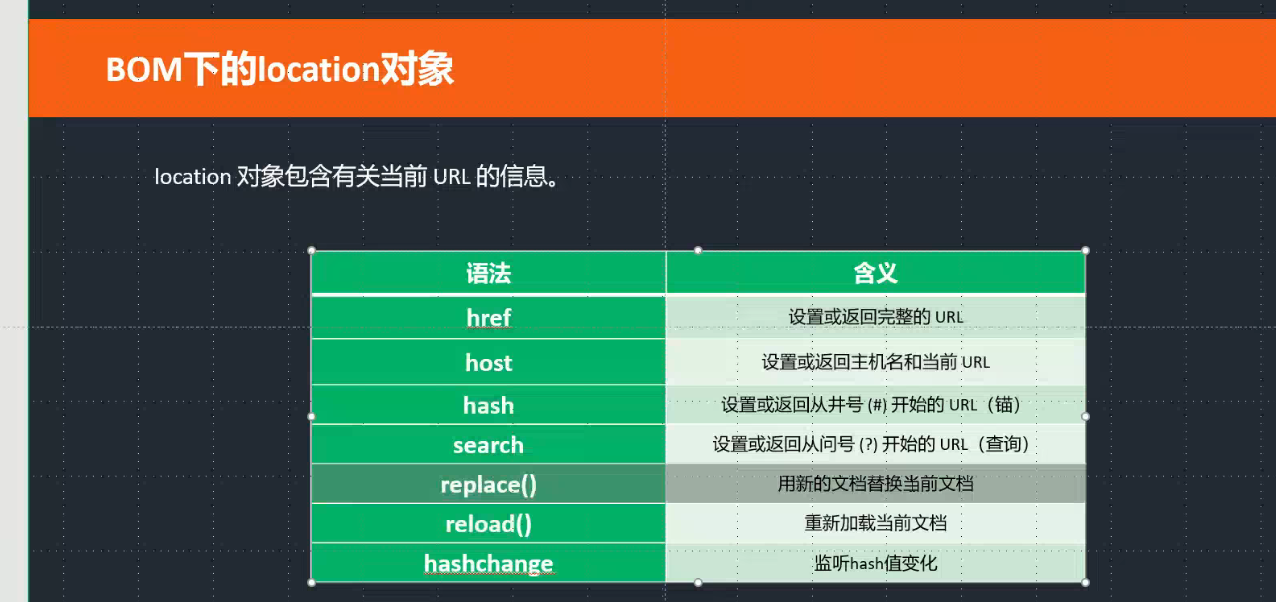 BOM下的location对象
location 对象包含有关当前 URL 的信息。
语法 含义
href 设置或返回完整的 URL
host 设置或返回主机名和当前 URL
hash 设置或返回从井号 (#) 开始的 URL（锚）
search 设置或返回从问号 (?) 开始的 URL（查询）
replace() 用新的文档替换当前文档
reload() 重新加载当前文档
hashchange 监听hash值变化